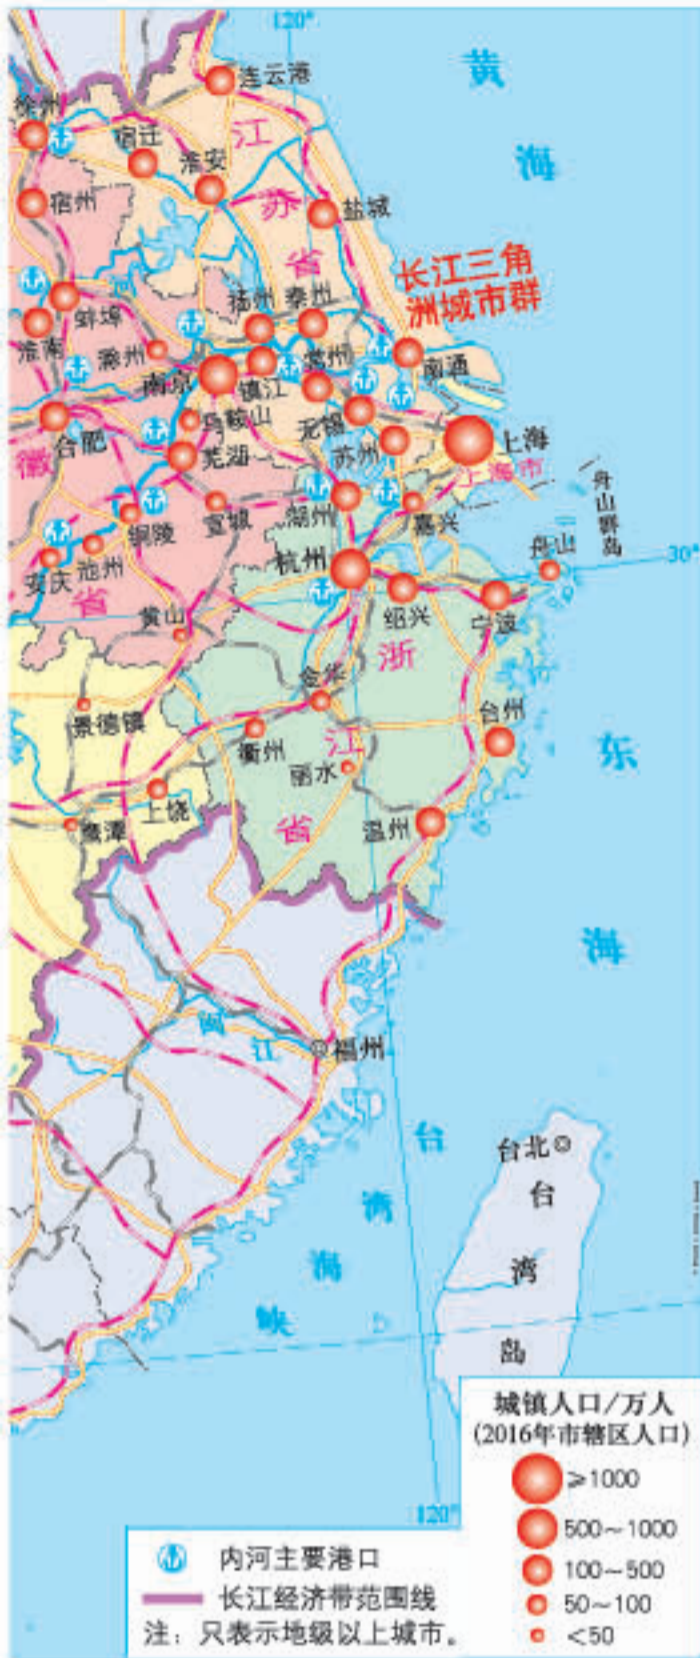 120°
黄
海
连云港
徐州
宿迁
淮安
江
苏
省
宿州
盐城
长江三角
洲城市群
蚌埠
扬州
泰州
淮南
滁州
南京
镇江
常州
南通
马鞍山
无锡
合肥
芜湖
苏州
上海
上海市
徽
省
铜陵
宣城
湖州
嘉兴
舟山群岛
安庆
池州
杭州
舟山
30°
绍兴
宁波
黄山
浙
江
省
金华
景德镇
衢州
丽水
台州
东
海
上饶
鹰潭
温州
闽
江
福州
台
湾
海
峡
台北
台
湾
岛
120°
城镇人口/万人
(2016年市辖区人口)
≥1000
500~1000
100~500
50~100
<50
内河主要港口
长江经济带范围线
注：只表示地级以上城市。